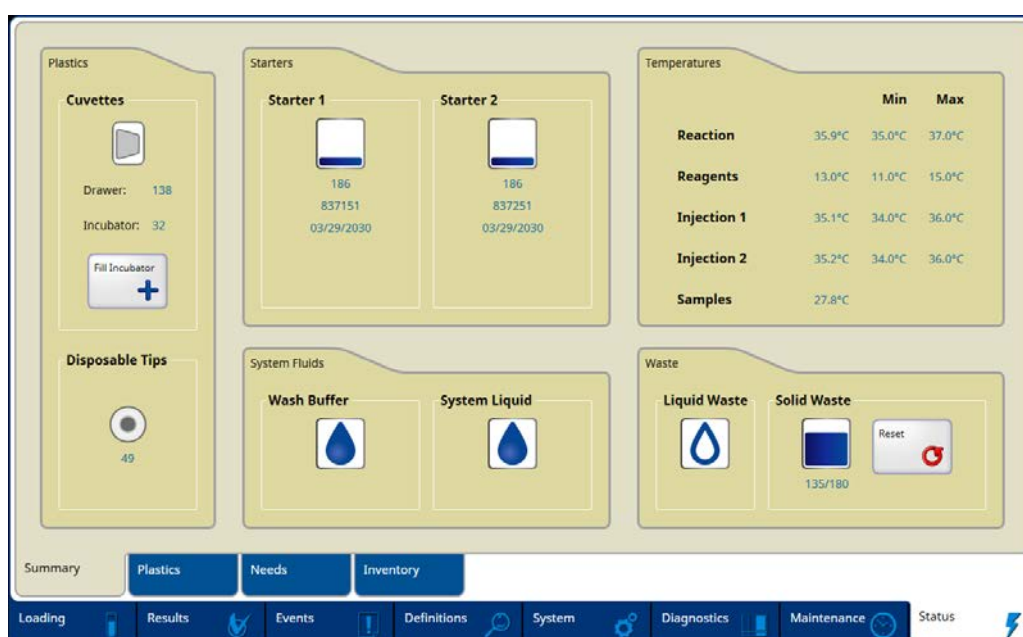 Plastics
Cuvettes
Drawer: 138
Incubator: 32
Fill Incubator
Disposable Tips
49
Starters
Starter 1
186
837151
03/29/2030
Starter 2
186
837251
03/29/2030
Temperatures
Min Max
Reaction 35.9°C 35.0°C 37.0°C
Reagents 13.0°C 11.0°C 15.0°C
Injection 1 35.1°C 34.0°C 36.0°C
Injection 2 35.2°C 34.0°C 36.0°C
Samples 27.8°C
System Fluids
Wash Buffer
System Liquid
Waste
Liquid Waste
Solid Waste
135/180
Reset
Summary Plastics Needs Inventory
Loading Results Events Definitions System Diagnostics Maintenance Status